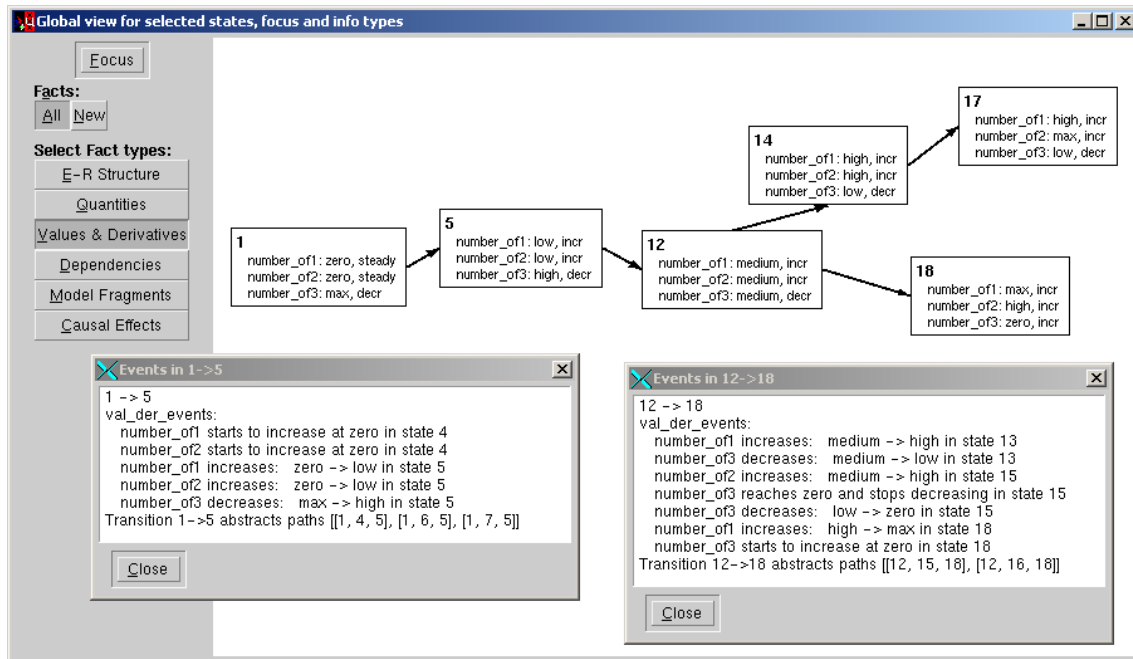 Global view for selected states, focus and info types
Focus
Facts:
All New
Select Fact types:
E-R Structure
Quantities
Values & Derivatives
Dependencies
Model Fragments
Causal Effects
1
number_of1: zero, steady
number_of2: zero, steady
number_of3: max, decr
5
number_of1: low, incr
number_of2: low, incr
number_of3: high, decr
12
number_of1: medium, incr
number_of2: medium, incr
number_of3: medium, decr
14
number_of1: high, incr
number_of2: high, incr
number_of3: low, decr
17
number_of1: high, incr
number_of2: max, incr
number_of3: low, decr
18
number_of1: max, incr
number_of2: high, incr
number_of3: zero, incr
Events in 1->5
1 -> 5
val_der_events:
number_of1 starts to increase at zero in state 4
number_of2 starts to increase at zero in state 4
number_of1 increases: zero -> low in state 5
number_of2 increases: zero -> low in state 5
number_of3 decreases: max -> high in state 5
Transition 1->5 abstracts paths [[1, 4, 5], [1, 6, 5], [1, 7, 5]]
Close
Events in 12->18
12 -> 18
val_der_events:
number_of1 increases: medium -> high in state 13
number_of3 decreases: medium -> low in state 13
number_of2 increases: medium -> high in state 15
number_of3 reaches zero and stops decreasing in state 15
number_of3 decreases: low -> zero in state 15
number_of1 increases: high -> max in state 18
number_of3 starts to increase at zero in state 18
Transition 12->18 abstracts paths [[12, 15, 18], [12, 16, 18]]
Close